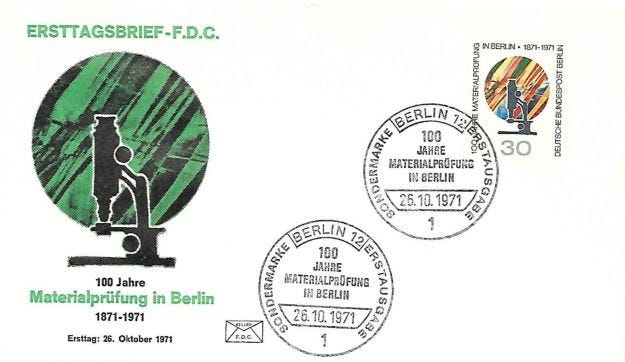 ERSTTAGSBRIEF-F.D.C.
100 Jahre
Materialprüfung in Berlin
1871-1971
Ersttag: 26. Oktober 1971
F.D.C.
SONDERMARKE BERLIN 12 ERSTAUSGABE
100
JAHRE
MATERIALPRÜFUNG
IN BERLIN
26.10.1971
1
SONDERMARKE BERLIN 12 ERSTAUSGABE
100
JAHRE
MATERIALPRÜFUNG
IN BERLIN
26.10.1971
1
100 JAHRE MATERIALPRÜFUNG IN BERLIN · 1871-1971
DEUTSCHE BUNDESPOST BERLIN
30